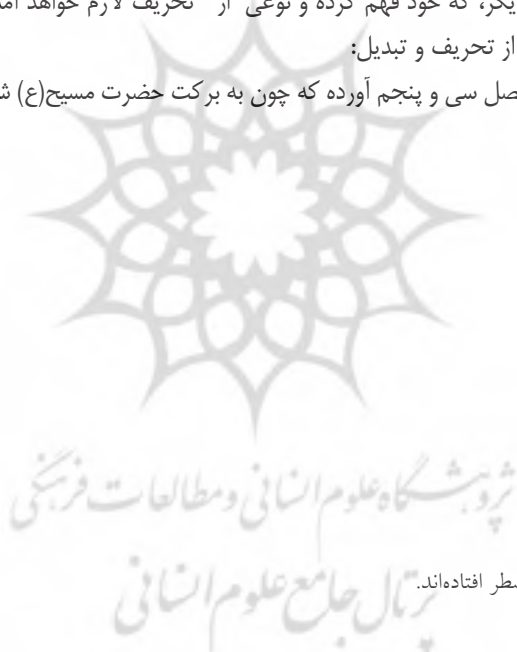 یکر، که خود فهم کرده و نوعی از تحریف لازم خواهد آمد
از تحریف و تبدیل:
صل سی و پنجم آورده که چون به برکت حضرت مسیح(ع) ش
پژوهشگاه علوم انسانی و مطالعات فرهنگی
سطر افتاده‌اند.
پرتال جامع علوم انسانی